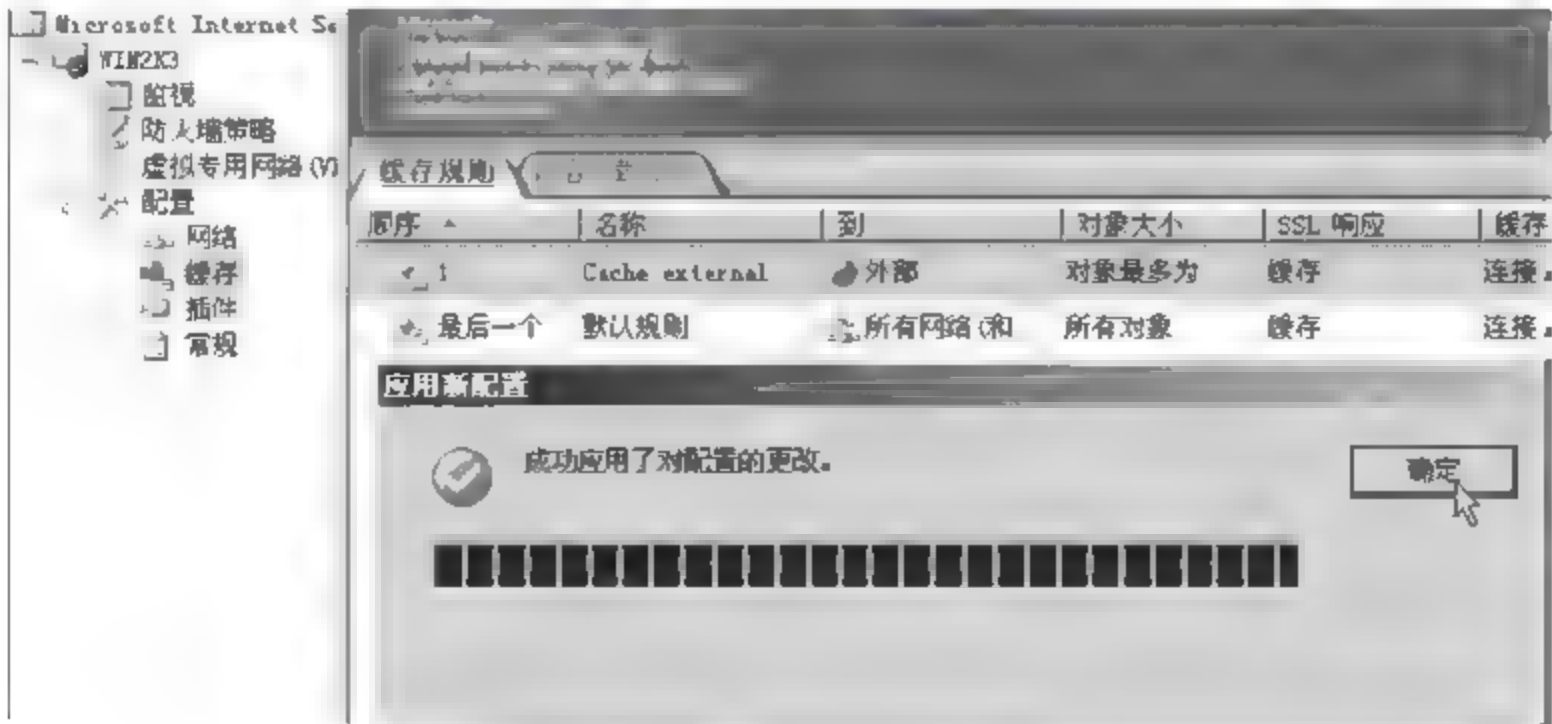 Microsoft Internet Se
WIN2K3
监视
防火墙策略
虚拟专用网络(V)
配置
网络
缓存
插件
常规
缓存规则
顺序 名称 到 对象大小 SSL 响应 缓存
1 Cache external 外部 对象最多为 缓存 连接
最后一个 默认规则 所有网络(和 所有对象 缓存 连接
应用新配置
成功应用了对配置的更改。
确定